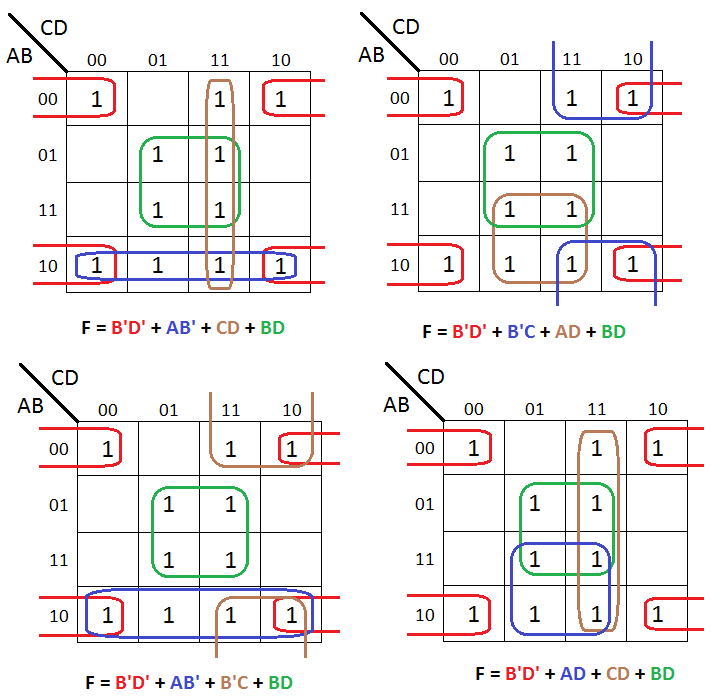 CD
AB
00 01 11 10
00 1 1 1
01 1 1
11 1 1
10 1 1 1 1
F = B'D' + AB' + CD + BD
CD
AB
00 01 11 10
00 1 1 1
01 1 1
11 1 1
10 1 1 1 1
F = B'D' + B'C + AD + BD
CD
AB
00 01 11 10
00 1 1 1
01 1 1
11 1 1
10 1 1 1 1
F = B'D' + AB' + B'C + BD
CD
AB
00 01 11 10
00 1 1 1
01 1 1
11 1 1
10 1 1 1 1
F = B'D' + AD + CD + BD